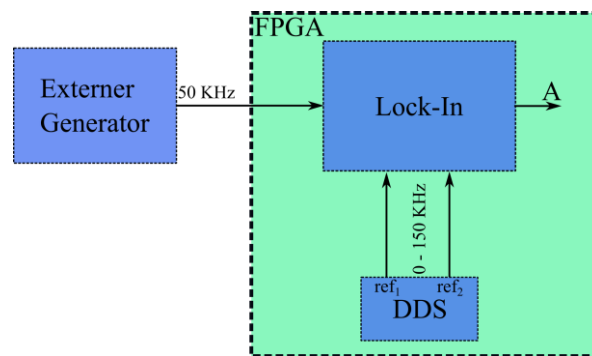 FPGA
Externer
Generator
50 KHz
Lock-In
A
0 - 150 KHz
ref₁
ref₂
DDS